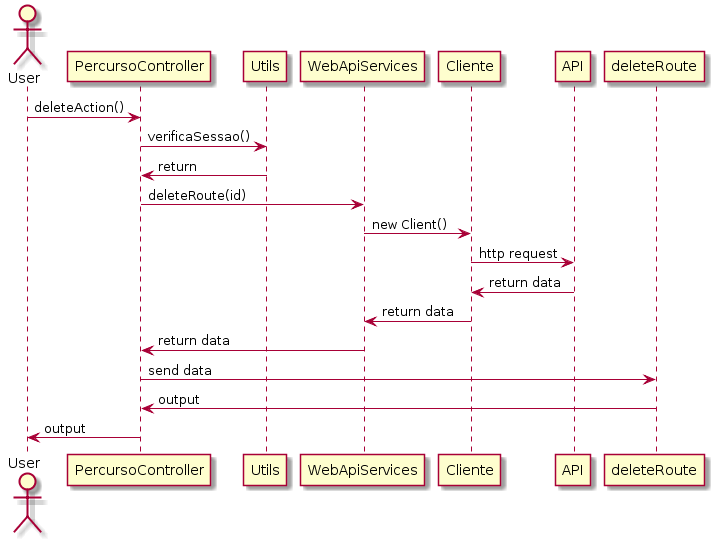 User
PercursoController
Utils
WebApiServices
Cliente
API
deleteRoute
deleteAction()
verificaSessao()
return
deleteRoute(id)
new Client()
http request
return data
return data
return data
send data
output
output
User
PercursoController
Utils
WebApiServices
Cliente
API
deleteRoute